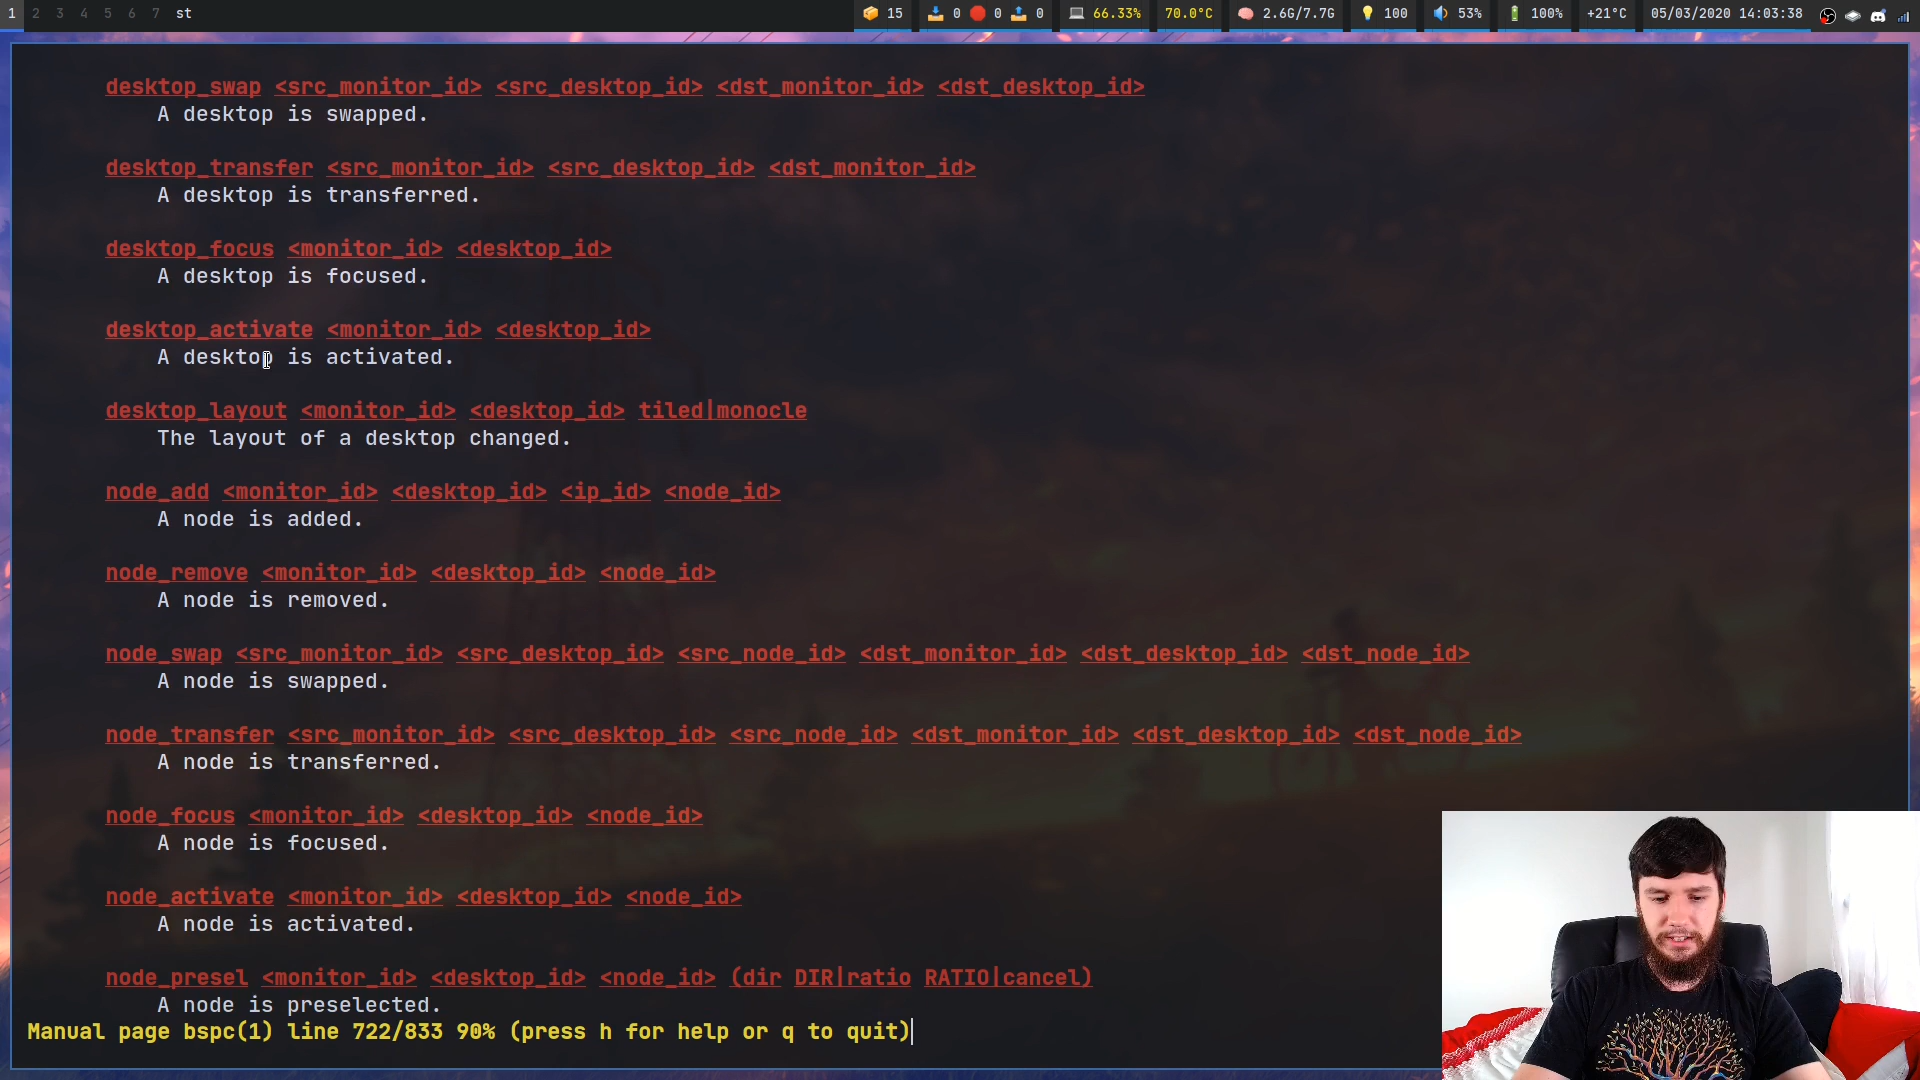 1 2 3 4 5 6 7 st 15 0 0 0 66.33% 70.0°C 2.6G/7.7G 100 53% 100% +21°C 05/03/2020 14:03:38
desktop_swap <src_monitor_id> <src_desktop_id> <dst_monitor_id> <dst_desktop_id>
A desktop is swapped.
desktop_transfer <src_monitor_id> <src_desktop_id> <dst_monitor_id>
A desktop is transferred.
desktop_focus <monitor_id> <desktop_id>
A desktop is focused.
desktop_activate <monitor_id> <desktop_id>
A desktop is activated.
desktop_layout <monitor_id> <desktop_id> tiled|monocle
The layout of a desktop changed.
node_add <monitor_id> <desktop_id> <ip_id> <node_id>
A node is added.
node_remove <monitor_id> <desktop_id> <node_id>
A node is removed.
node_swap <src_monitor_id> <src_desktop_id> <src_node_id> <dst_monitor_id> <dst_desktop_id> <dst_node_id>
A node is swapped.
node_transfer <src_monitor_id> <src_desktop_id> <src_node_id> <dst_monitor_id> <dst_desktop_id> <dst_node_id>
A node is transferred.
node_focus <monitor_id> <desktop_id> <node_id>
A node is focused.
node_activate <monitor_id> <desktop_id> <node_id>
A node is activated.
node_presel <monitor_id> <desktop_id> <node_id> (dir DIR|ratio RATIO|cancel)
A node is preselected.
Manual page bspc(1) line 722/833 90% (press h for help or q to quit)